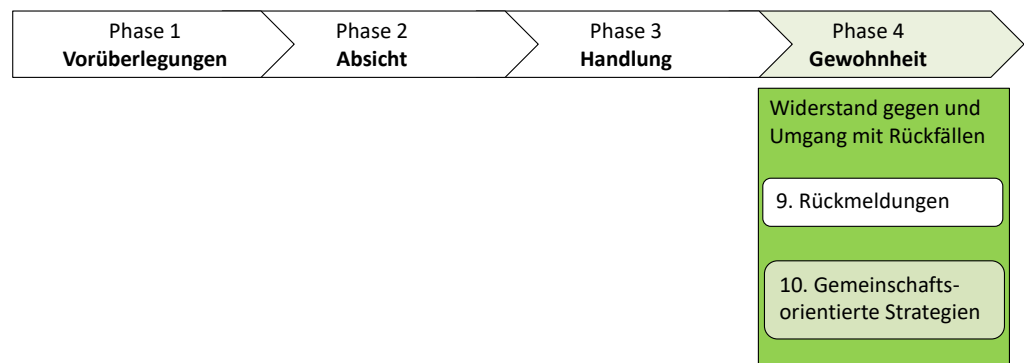 Phase 1
Vorüberlegungen
Phase 2
Absicht
Phase 3
Handlung
Phase 4
Gewohnheit
Widerstand gegen und
Umgang mit Rückfällen
9. Rückmeldungen
10. Gemeinschafts-
orientierte Strategien